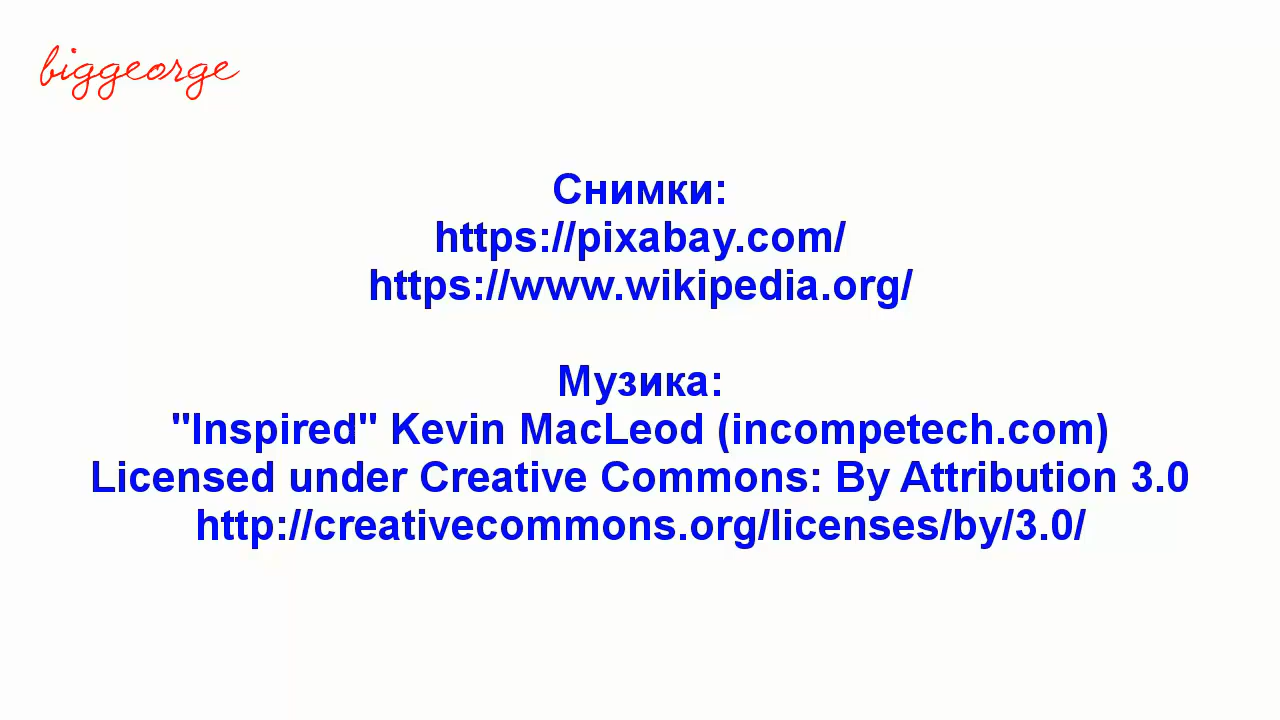 biggeorge
Снимки:
https://pixabay.com/
https://www.wikipedia.org/
Музика:
"Inspired" Kevin MacLeod (incompetech.com)
Licensed under Creative Commons: By Attribution 3.0
http://creativecommons.org/licenses/by/3.0/